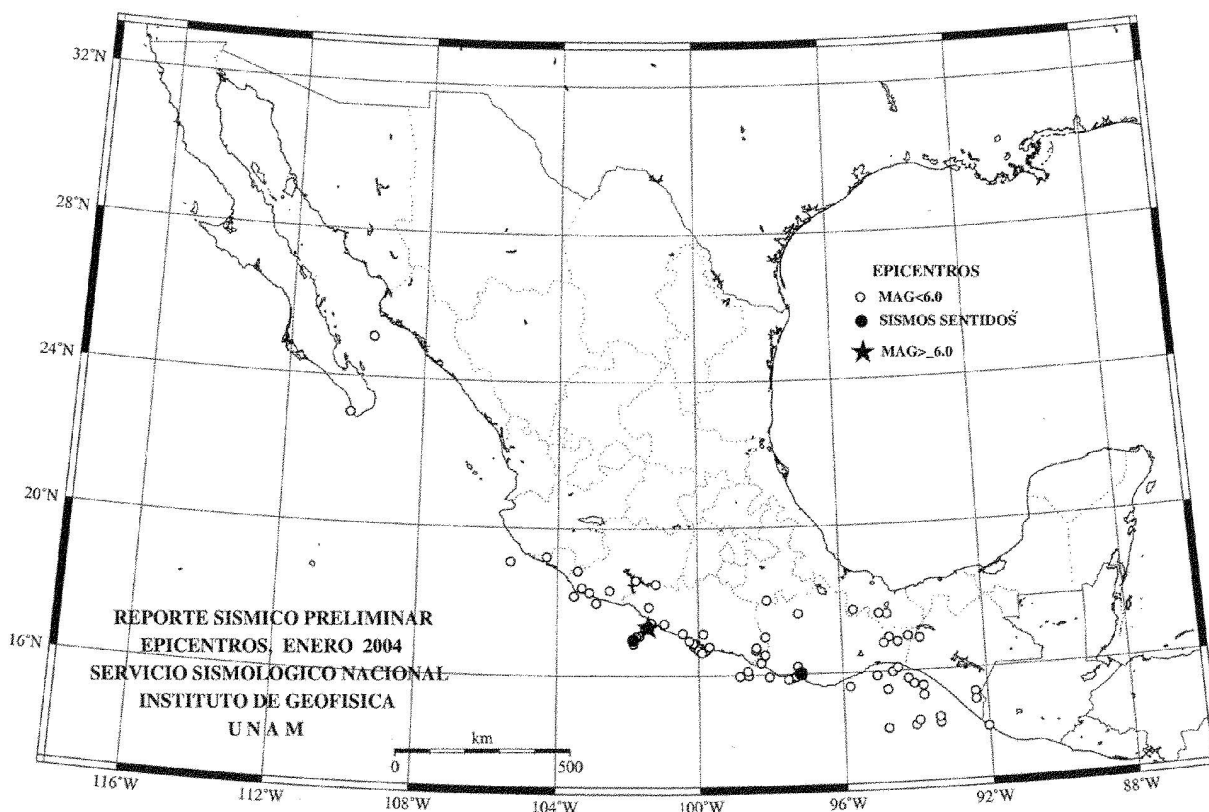 32°N
28°N
24°N
20°N
16°N
EPICENTROS
MAG<6.0
SISMOS SENTIDOS
MAG>_6.0
REPORTE SISMICO PRELIMINAR
EPICENTROS, ENERO 2004
SERVICIO SISMOLOGICO NACIONAL
INSTITUTO DE GEOFISICA
U N A M
km
0 500
116°W 112°W 108°W 104°W 100°W 96°W 92°W 88°W